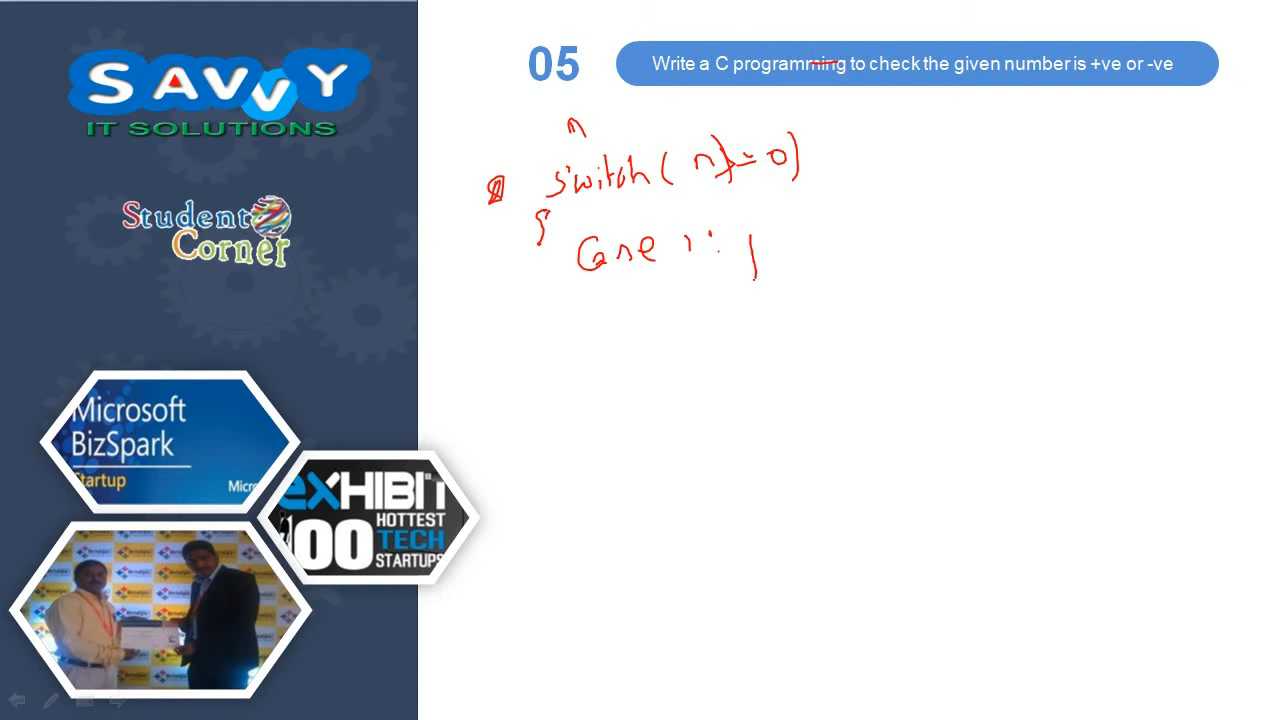 SAVVY
IT SOLUTIONS
Student
Corner
Microsoft
BizSpark
Startup
Micros
eXHIBIT
100 HOTTEST
TECH
STARTUPS
05
Write a C programming to check the given number is +ve or -ve
n
switch( n>=0)
{
Case 1: